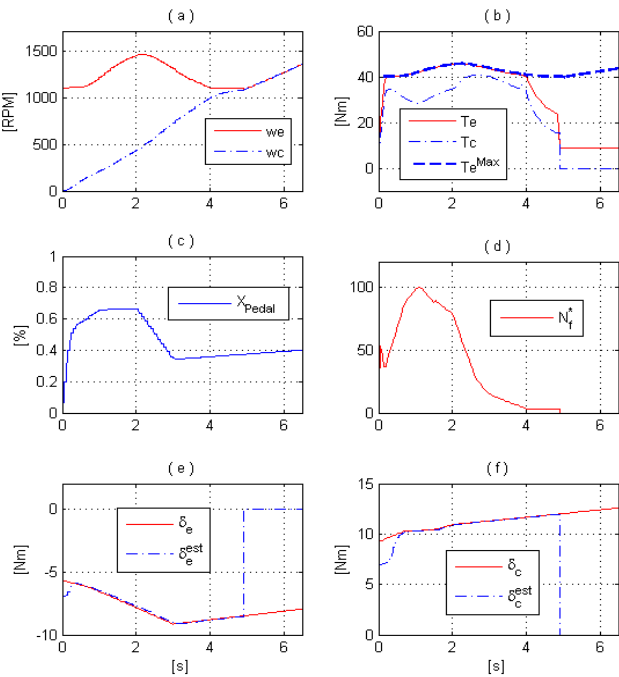 ( a )
1500
1000
500
0
[RPM]
we
wc
0 2 4 6
( b )
60
40
20
0
[Nm]
Te
Tc
Te^Max
0 2 4 6
( c )
1
0.8
0.6
0.4
0.2
0
[%]
X_Pedal
0 2 4 6
( d )
100
50
0
N_f^*
0 2 4 6
( e )
0
-5
-10
[Nm]
δ_e
δ_e^est
0 2 4 6
[s]
( f )
15
10
5
0
[Nm]
δ_c
δ_c^est
0 2 4 6
[s]